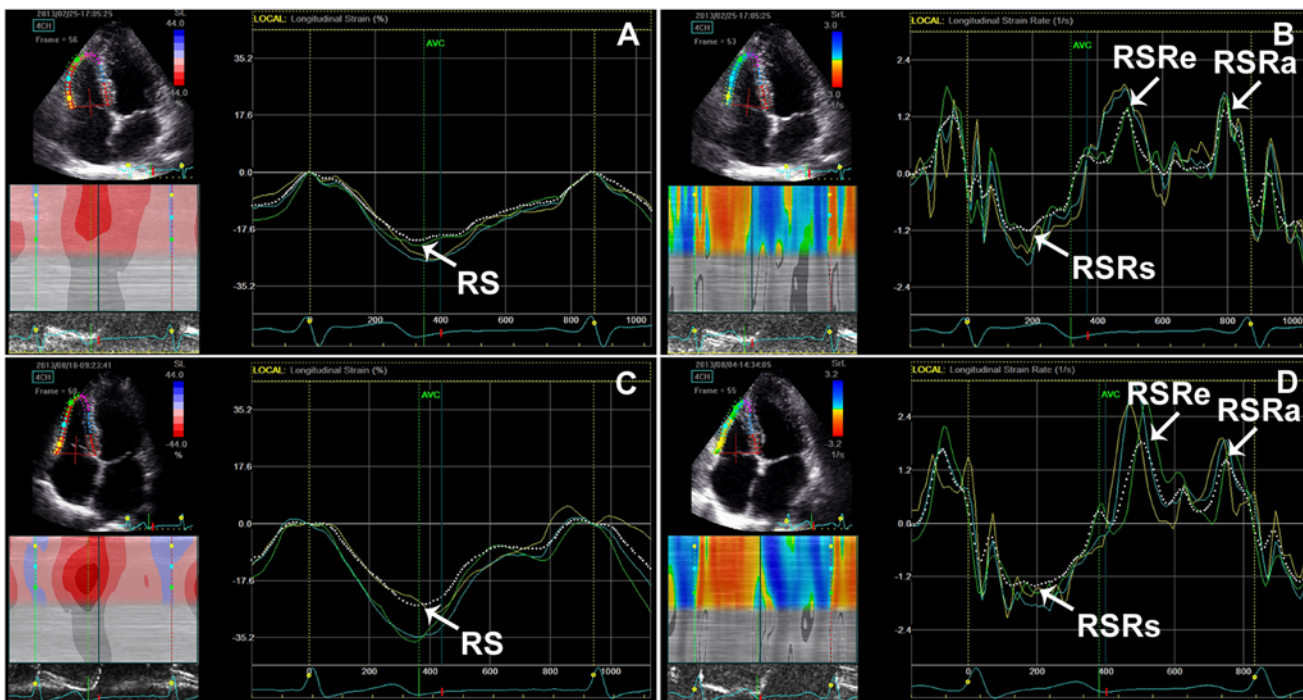 2013/02/25-17:05:25
4CH
Frame = 56
SL
44.0
-44.0
%
LOCAL: Longitudinal Strain (%)
A
AVC
35.2
17.6
0.0
-17.6
-35.2
RS
200
400
600
800
1000
2013/02/25-17:05:25
4CH
Frame = 53
SrL
3.0
-3.0
1/s
LOCAL: Longitudinal Strain Rate (1/s)
B
AVC
RSRe
RSRa
2.4
1.2
0.0
-1.2
-2.4
RSRs
0
200
400
600
800
1000
2013/08/18-09:23:41
4CH
Frame = 50
SL
44.0
-44.0
%
LOCAL: Longitudinal Strain (%)
C
AVC
35.2
17.6
0.0
-17.6
-35.2
RS
0
200
400
600
800
1000
2013/08/04-14:34:05
4CH
Frame = 55
SrL
3.2
-3.2
1/s
LOCAL: Longitudinal Strain Rate (1/s)
D
AVC
RSRe
RSRa
2.4
1.2
0.0
-1.2
-2.4
RSRs
0
200
400
600
800